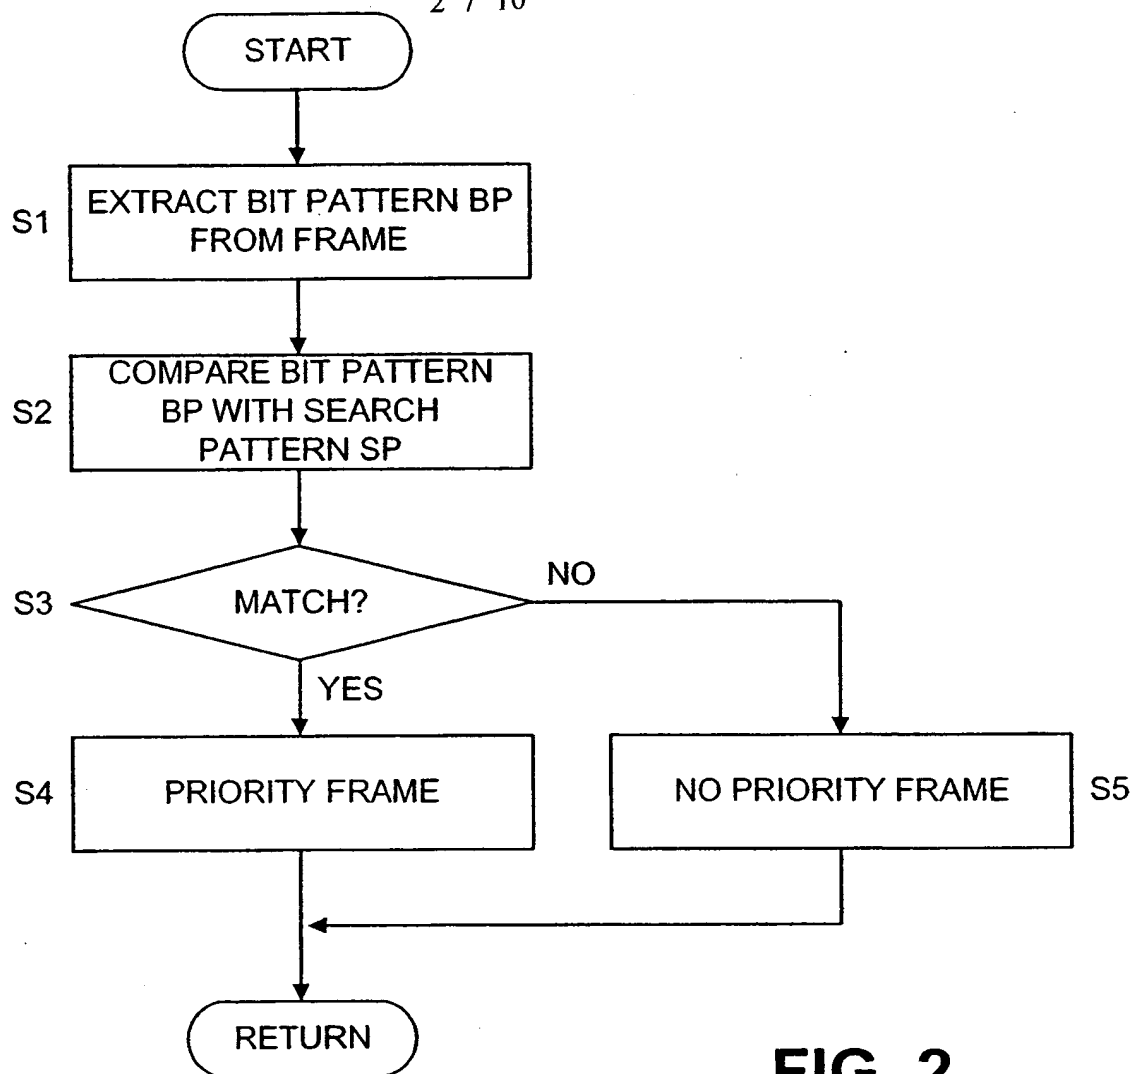 2 / 10
START
S1
EXTRACT BIT PATTERN BP
FROM FRAME
S2
COMPARE BIT PATTERN
BP WITH SEARCH
PATTERN SP
S3
MATCH?
NO
YES
S4
PRIORITY FRAME
NO PRIORITY FRAME
S5
RETURN
FIG. 2